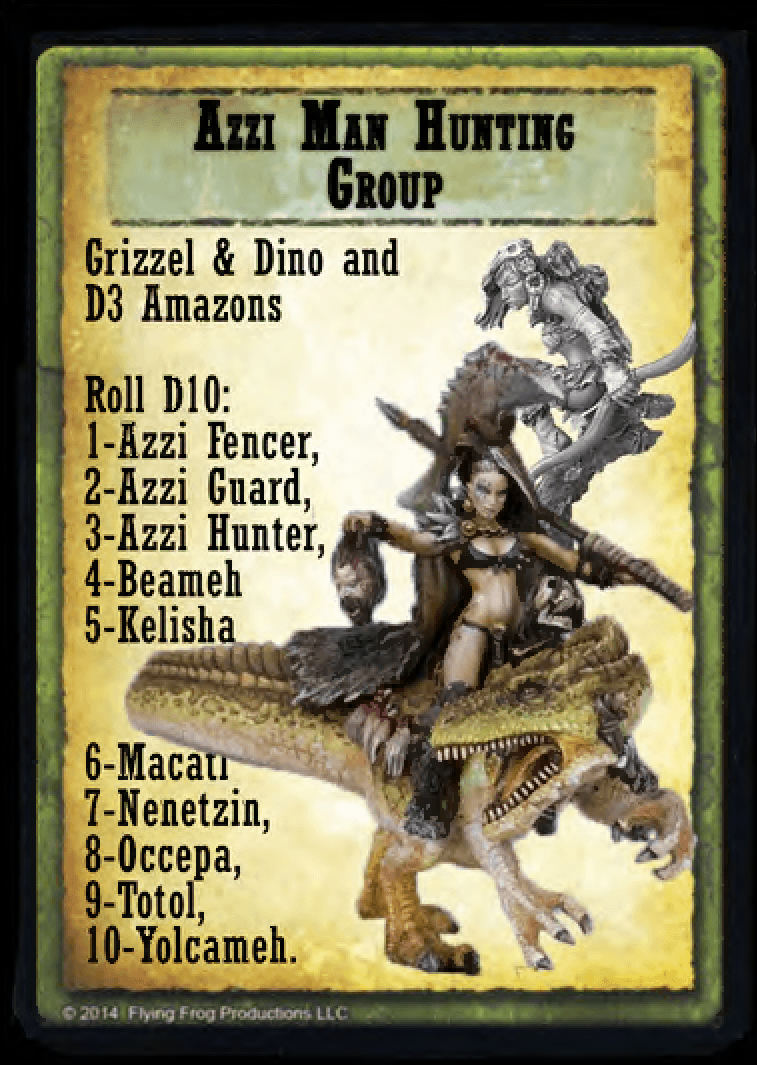 Azzi Man Hunting
Group
Grizzel & Dino and
D3 Amazons
Roll D10:
1-Azzi Fencer,
2-Azzi Guard,
3-Azzi Hunter,
4-Beameh
5-Kelisha
6-Macatl
7-Nenetzin,
8-Occepa,
9-Totol,
10-Yolcameh.
© 2014 Flying Frog Productions LLC